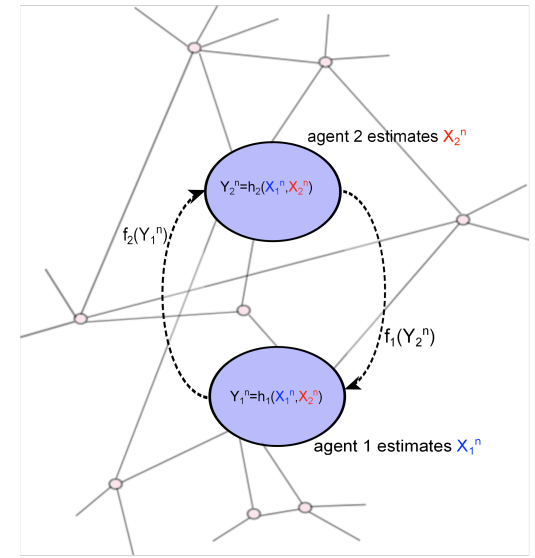 agent 2 estimates X₂ⁿ
Y₂ⁿ=h₂(X₁ⁿ,X₂ⁿ)
f₂(Y₁ⁿ)
f₁(Y₂ⁿ)
Y₁ⁿ=h₁(X₁ⁿ,X₂ⁿ)
agent 1 estimates X₁ⁿ